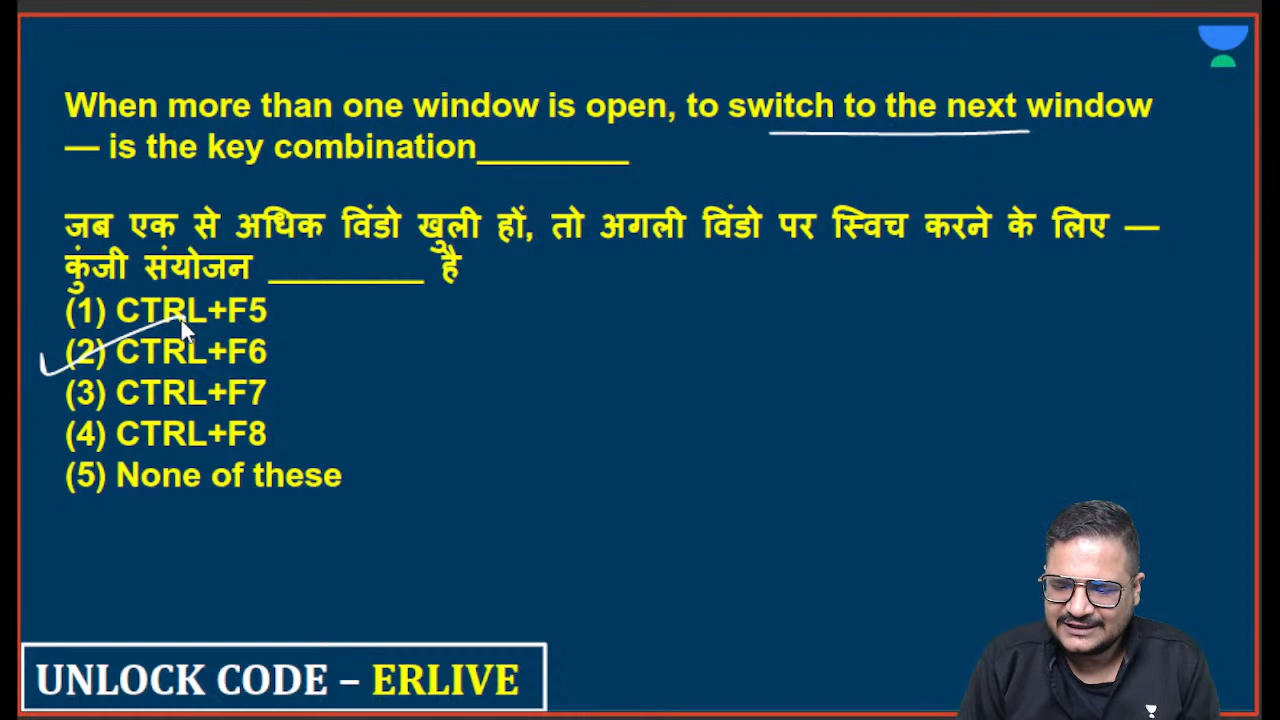 When more than one window is open, to switch to the next window
— is the key combination________
जब एक से अधिक विंडो खुली हों, तो अगली विंडो पर स्विच करने के लिए —
कुंजी संयोजन ________ है
(1) CTRL+F5
(2) CTRL+F6
(3) CTRL+F7
(4) CTRL+F8
(5) None of these
UNLOCK CODE – ERLIVE